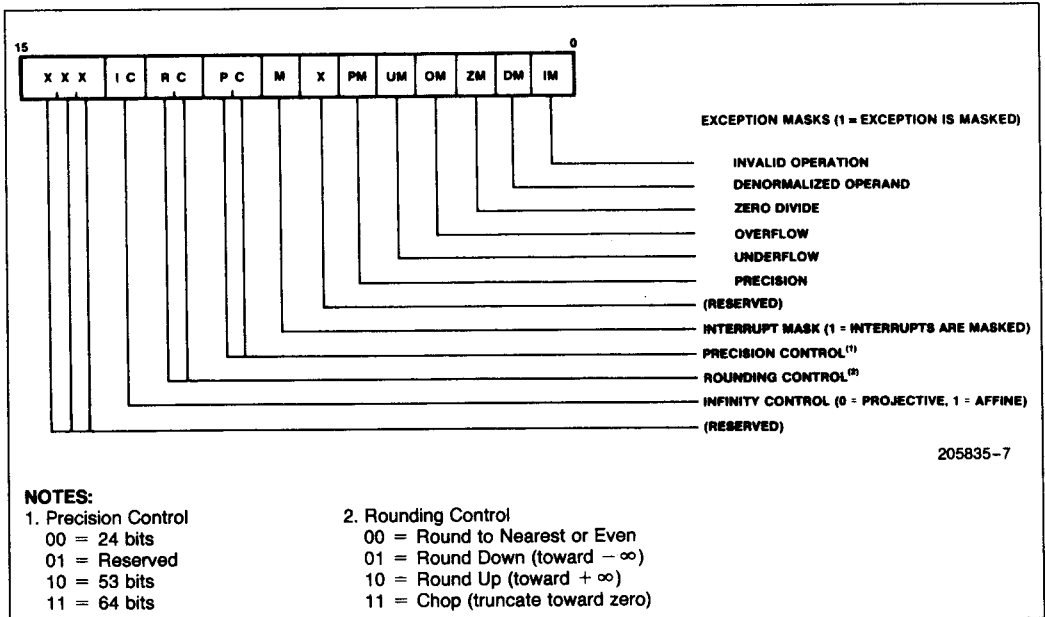 15 0
X X X I C R C P C M X PM UM OM ZM DM IM
EXCEPTION MASKS (1 = EXCEPTION IS MASKED)
INVALID OPERATION
DENORMALIZED OPERAND
ZERO DIVIDE
OVERFLOW
UNDERFLOW
PRECISION
(RESERVED)
INTERRUPT MASK (1 = INTERRUPTS ARE MASKED)
PRECISION CONTROL(1)
ROUNDING CONTROL(2)
INFINITY CONTROL (0 = PROJECTIVE, 1 = AFFINE)
(RESERVED)
205835–7
NOTES:
1. Precision Control
00 = 24 bits
01 = Reserved
10 = 53 bits
11 = 64 bits
2. Rounding Control
00 = Round to Nearest or Even
01 = Round Down (toward −∞)
10 = Round Up (toward +∞)
11 = Chop (truncate toward zero)